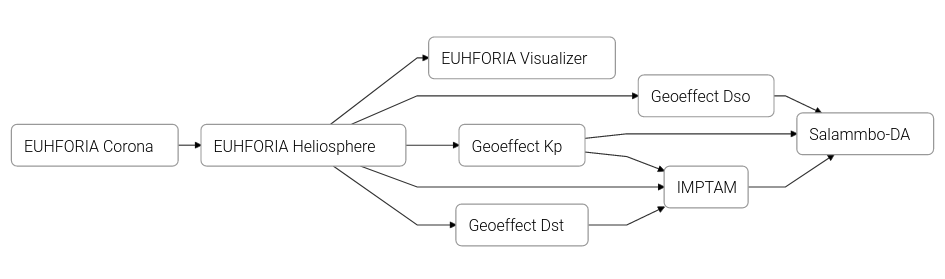 EUHFORIA Visualizer
Geoeffect Dso
Salammbo-DA
EUHFORIA Corona
EUHFORIA Heliosphere
Geoeffect Kp
IMPTAM
Geoeffect Dst